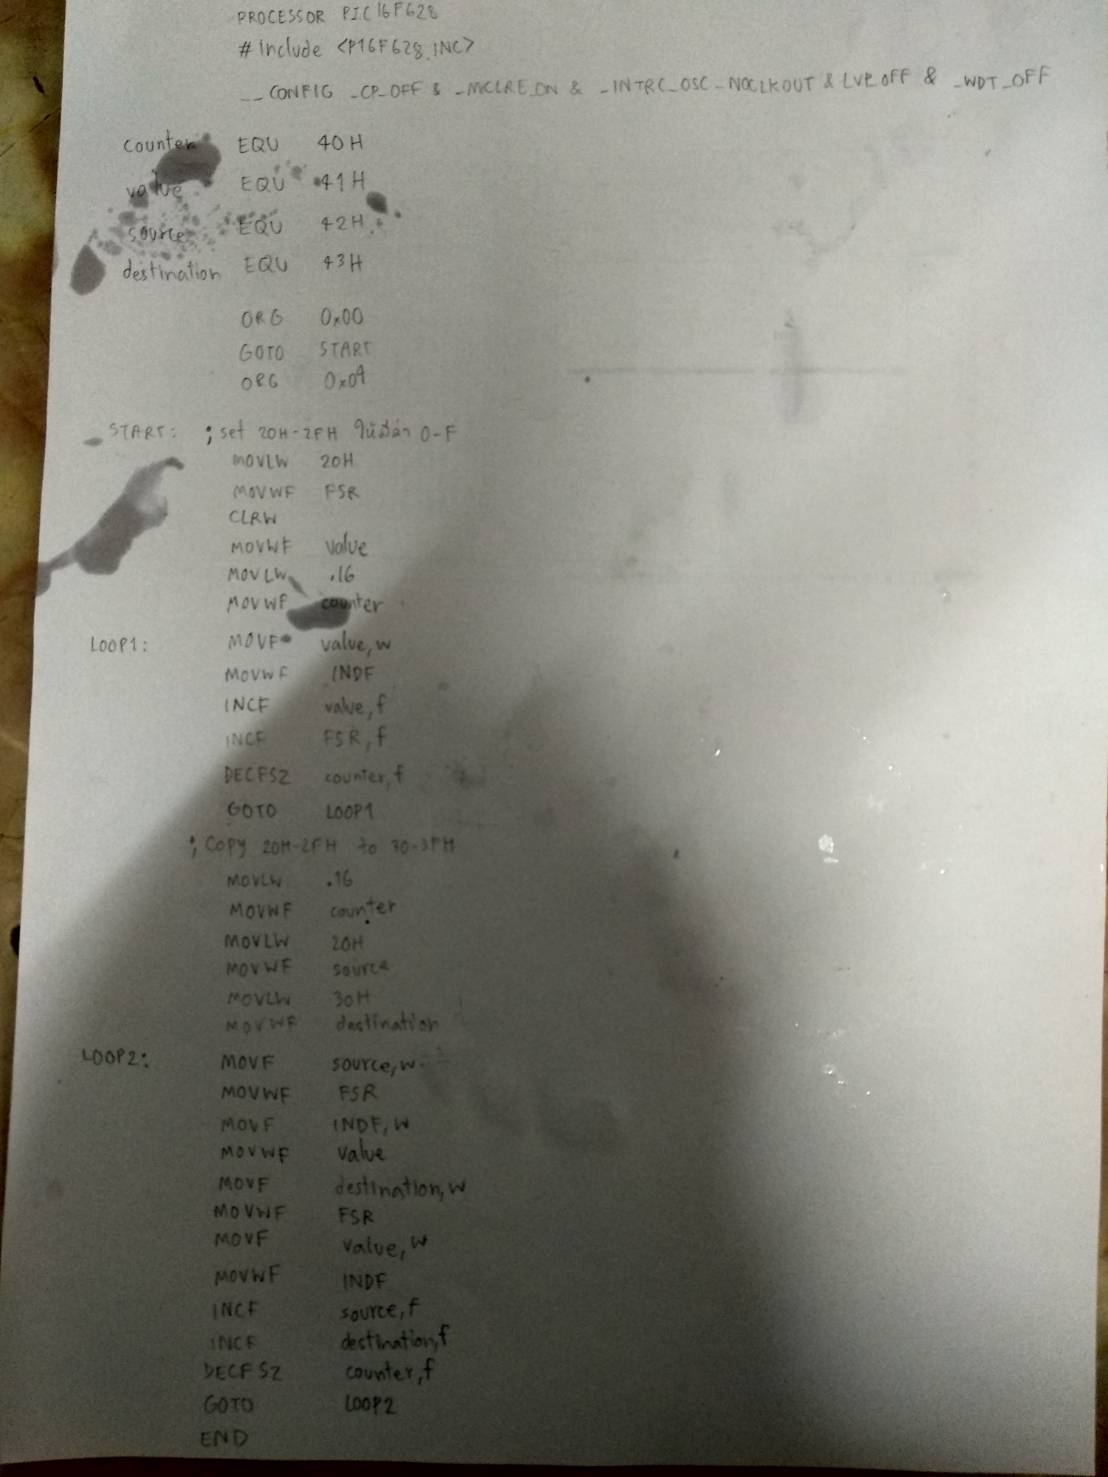 PROCESSOR PIC16F628
#include <P16F628.INC>
__CONFIG _CP_OFF & _MCLRE_ON & _INTRC_OSC_NOCLKOUT & LVP_OFF & _WDT_OFF
counter EQU 40H
value EQU 41H
source EQU 42H
destination EQU 43H
ORG 0x00
GOTO START
ORG 0x04
START: ; set 20H-2FH ให้มีค่า 0-F
MOVLW 20H
MOVWF FSR
CLRW
MOVWF value
MOVLW .16
MOVWF counter
LOOP1: MOVF value,w
MOVWF INDF
INCF value,f
INCF FSR,f
DECFSZ counter,f
GOTO LOOP1
; Copy 20H-2FH to 30-3FH
MOVLW .16
MOVWF counter
MOVLW 20H
MOVWF source
MOVLW 30H
MOVWF destination
LOOP2: MOVF source,w
MOVWF FSR
MOVF INDF,w
MOVWF value
MOVF destination,w
MOVWF FSR
MOVF value,w
MOVWF INDF
INCF source,f
INCF destination,f
DECFSZ counter,f
GOTO LOOP2
END